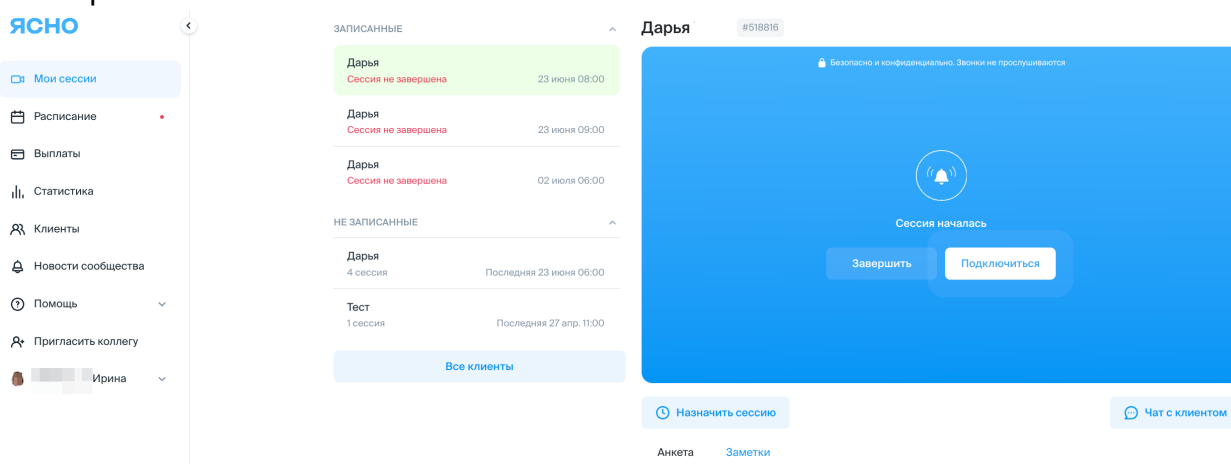 ЯСНО
Мои сессии
Расписание
Выплаты
Статистика
Клиенты
Новости сообщества
Помощь
Пригласить коллегу
Ирина
ЗАПИСАННЫЕ
Дарья
Сессия не завершена 23 июня 08:00
Дарья
Сессия не завершена 23 июня 09:00
Дарья
Сессия не завершена 02 июля 06:00
НЕ ЗАПИСАННЫЕ
Дарья
4 сессия Последняя 23 июня 06:00
Тест
1 сессия Последняя 27 апр. 11:00
Все клиенты
Дарья #518816
Безопасно и конфиденциально. Звонки не прослушиваются
Сессия началась
Завершить Подключиться
Назначить сессию Чат с клиентом
Анкета Заметки